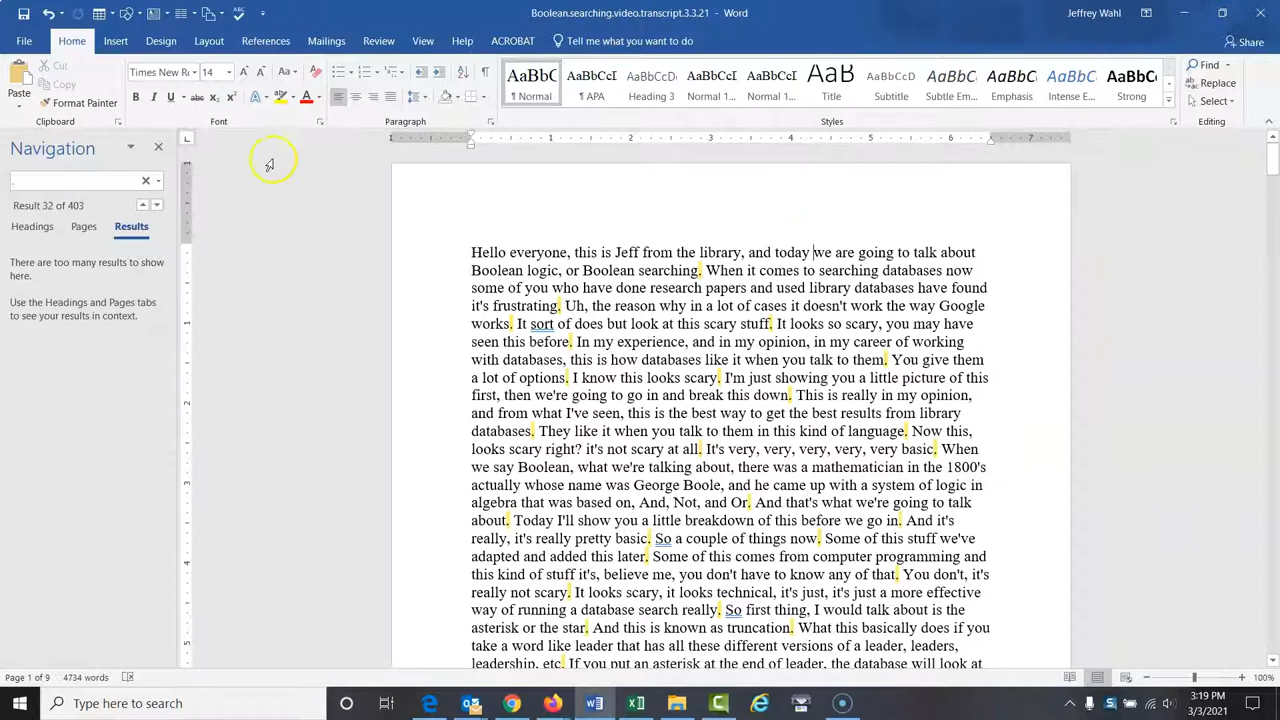 Boolean.searching.video.transcript.3.3.21 - Word
Jeffrey Wahl
File Home Insert Design Layout References Mailings Review View Help ACROBAT Tell me what you want to do Share
Paste
Cut
Copy
Format Painter
Clipboard
Times New Ro 14
Font
Paragraph
AaBbC AaBbCcI AaBbCcD AaBbCcI AaBbCcI AaB AaBbCcD AaBbCcD AaBbCcD AaBbCcD AaBbCc
¶ Normal ¶ APA Heading 3 Normal 1... Normal 1... Title Subtitle Subtle Em... Emphasis Intense E... Strong
Styles
Find
Replace
Select
Editing
Navigation
.
Result 32 of 403
Headings Pages Results
There are too many results to show
here.
Use the Headings and Pages tabs
to see your results in context.
1 1 2 3 4 5 6 7
1
2
3
4
5
Hello everyone, this is Jeff from the library, and today we are going to talk about
Boolean logic, or Boolean searching. When it comes to searching databases now
some of you who have done research papers and used library databases have found
it's frustrating. Uh, the reason why in a lot of cases it doesn't work the way Google
works. It sort of does but look at this scary stuff. It looks so scary, you may have
seen this before. In my experience, and in my opinion, in my career of working
with databases, this is how databases like it when you talk to them. You give them
a lot of options. I know this looks scary. I'm just showing you a little picture of this
first, then we're going to go in and break this down. This is really in my opinion,
and from what I've seen, this is the best way to get the best results from library
databases. They like it when you talk to them in this kind of language. Now this,
looks scary right? it's not scary at all. It's very, very, very, very, very basic. When
we say Boolean, what we're talking about, there was a mathematician in the 1800's
actually whose name was George Boole, and he came up with a system of logic in
algebra that was based on, And, Not, and Or. And that's what we're going to talk
about. Today I'll show you a little breakdown of this before we go in. And it's
really, it's really pretty basic. So a couple of things now. Some of this stuff we've
adapted and added this later. Some of this comes from computer programming and
this kind of stuff it's, believe me, you don't have to know any of that. You don't, it's
really not scary. It looks scary, it looks technical, it's just, it's just a more effective
way of running a database search really. So first thing, I would talk about is the
asterisk or the star. And this is known as truncation. What this basically does if you
take a word like leader that has all these different versions of a leader, leaders,
leadership, etc. If you put an asterisk at the end of leader, the database will look at
Page 1 of 9 4734 words
100%
Type here to search
3:19 PM
3/3/2021